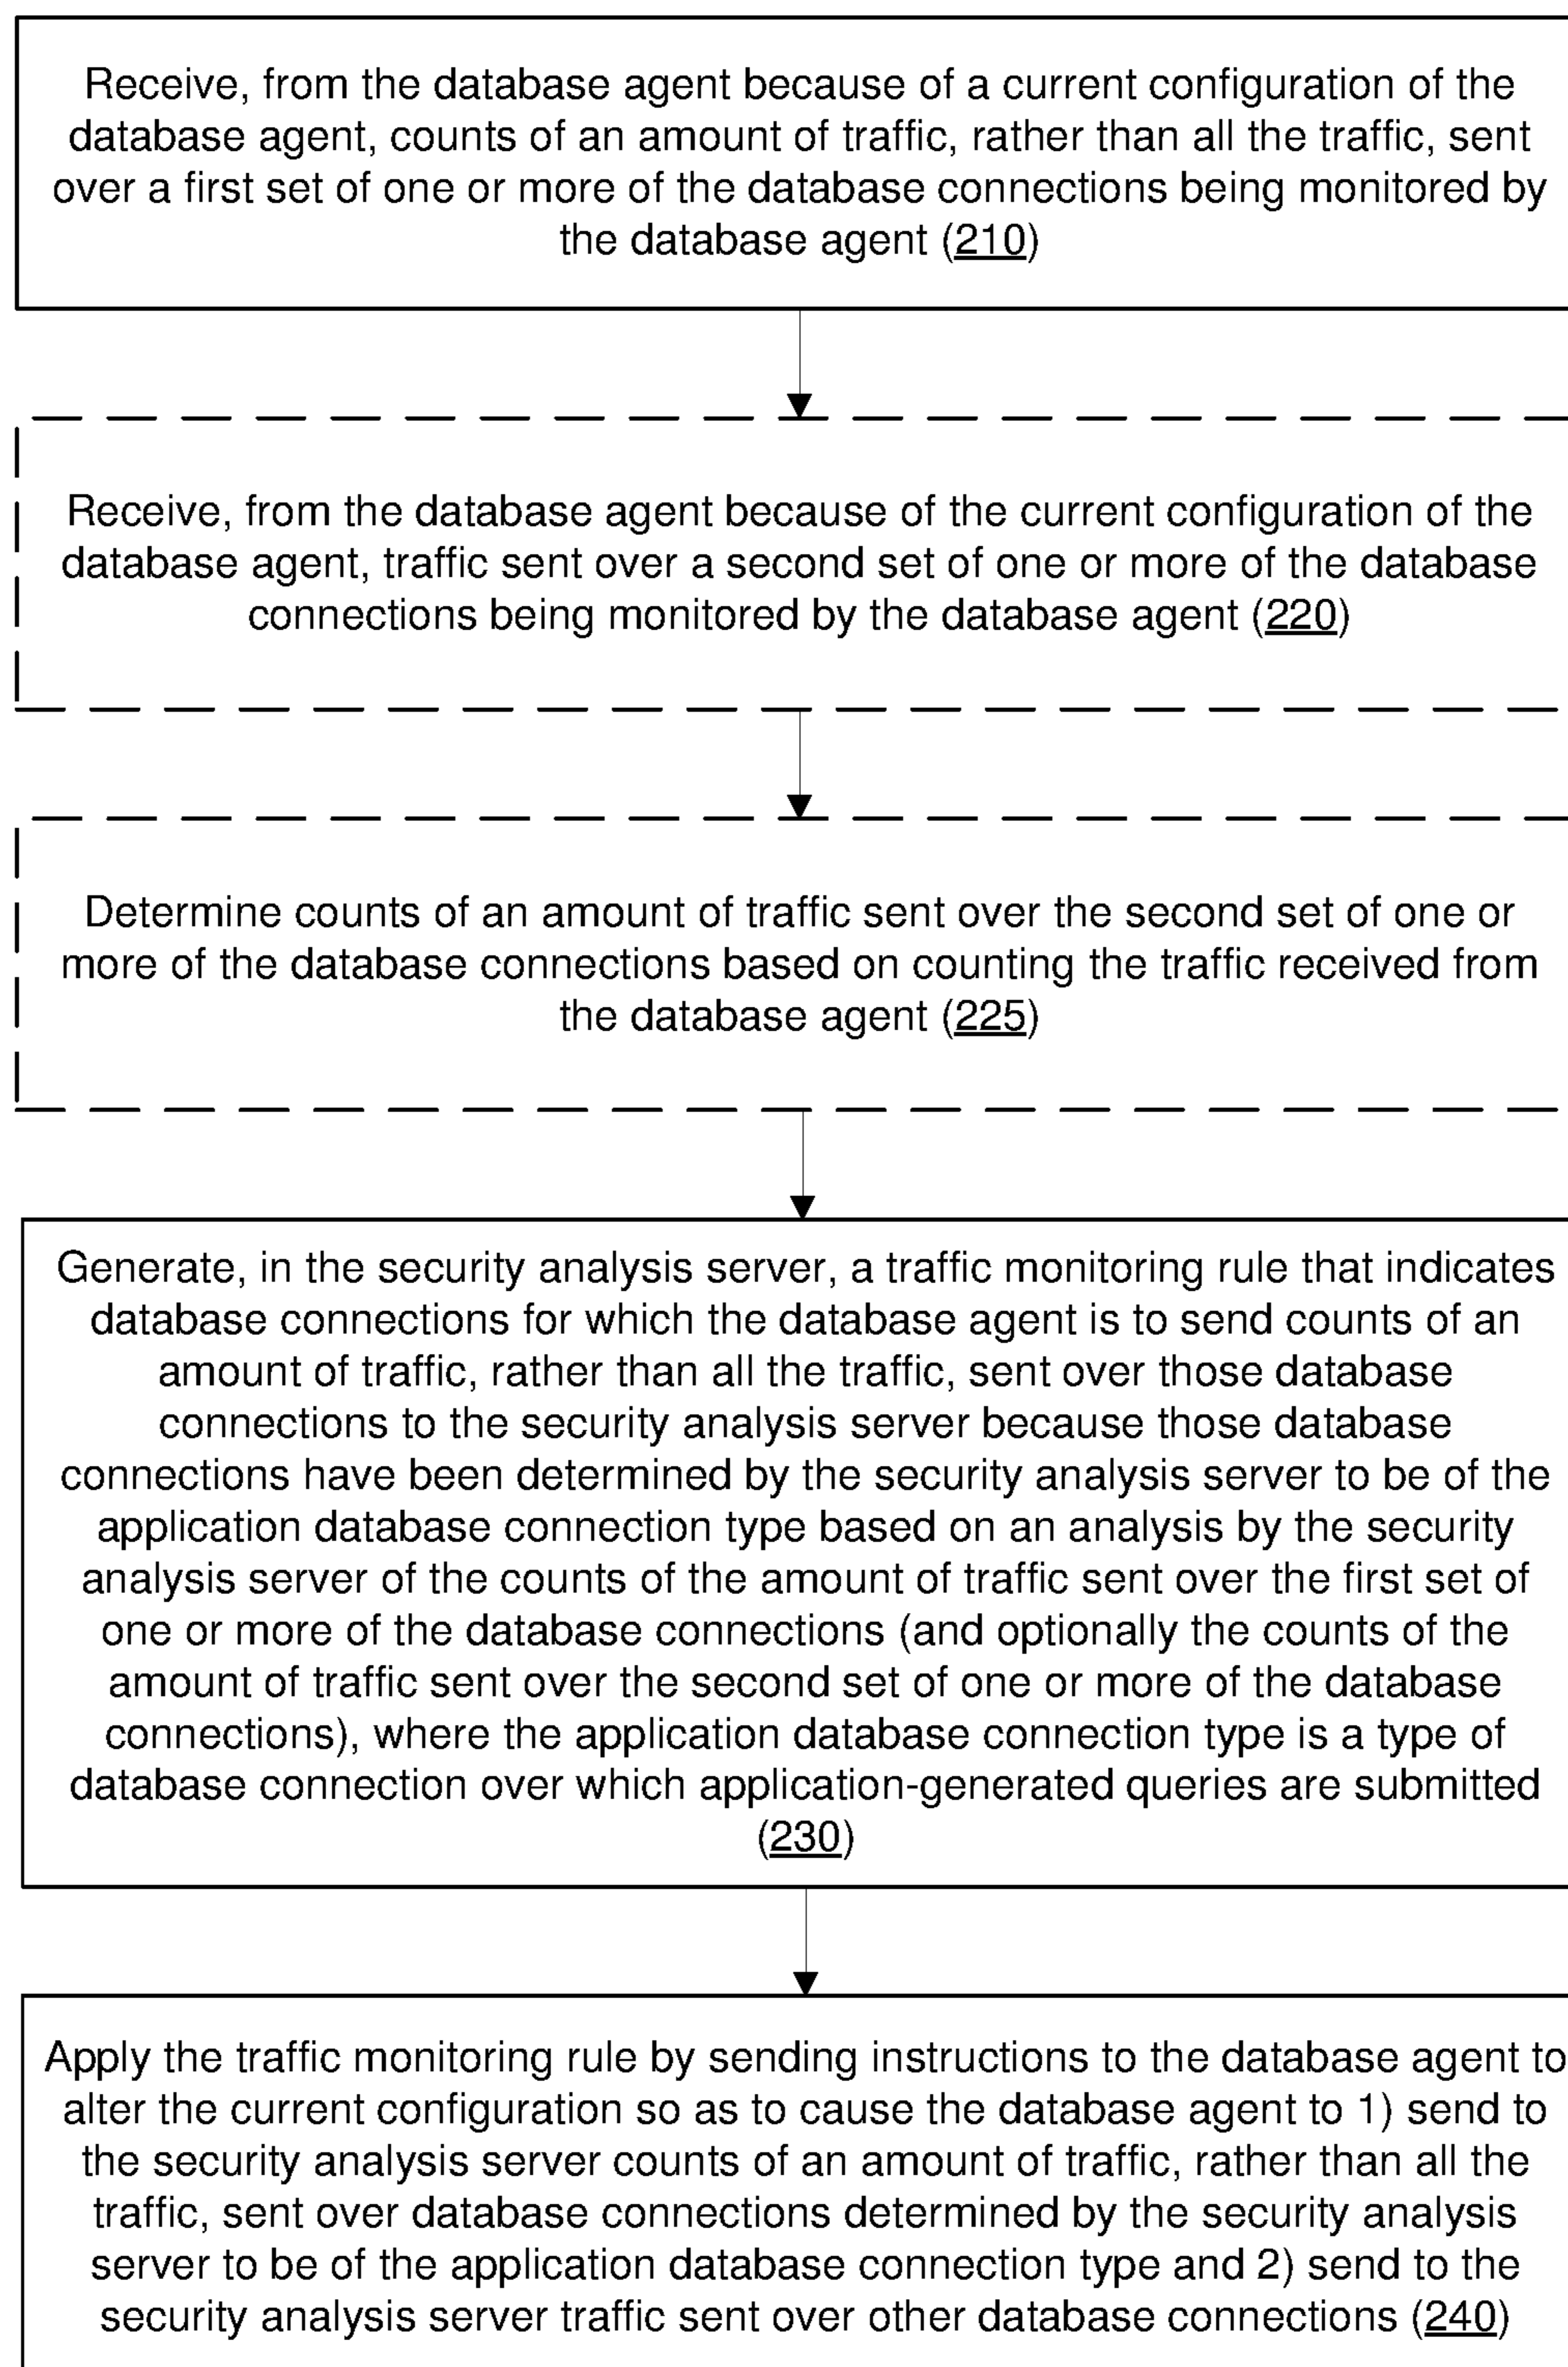 Receive, from the database agent because of a current configuration of the
database agent, counts of an amount of traffic, rather than all the traffic, sent
over a first set of one or more of the database connections being monitored by
the database agent (210)
Receive, from the database agent because of the current configuration of the
database agent, traffic sent over a second set of one or more of the database
connections being monitored by the database agent (220)
Determine counts of an amount of traffic sent over the second set of one or
more of the database connections based on counting the traffic received from
the database agent (225)
Generate, in the security analysis server, a traffic monitoring rule that indicates
database connections for which the database agent is to send counts of an
amount of traffic, rather than all the traffic, sent over those database
connections to the security analysis server because those database
connections have been determined by the security analysis server to be of the
application database connection type based on an analysis by the security
analysis server of the counts of the amount of traffic sent over the first set of
one or more of the database connections (and optionally the counts of the
amount of traffic sent over the second set of one or more of the database
connections), where the application database connection type is a type of
database connection over which application-generated queries are submitted
(230)
Apply the traffic monitoring rule by sending instructions to the database agent to
alter the current configuration so as to cause the database agent to 1) send to
the security analysis server counts of an amount of traffic, rather than all the
traffic, sent over database connections determined by the security analysis
server to be of the application database connection type and 2) send to the
security analysis server traffic sent over other database connections (240)